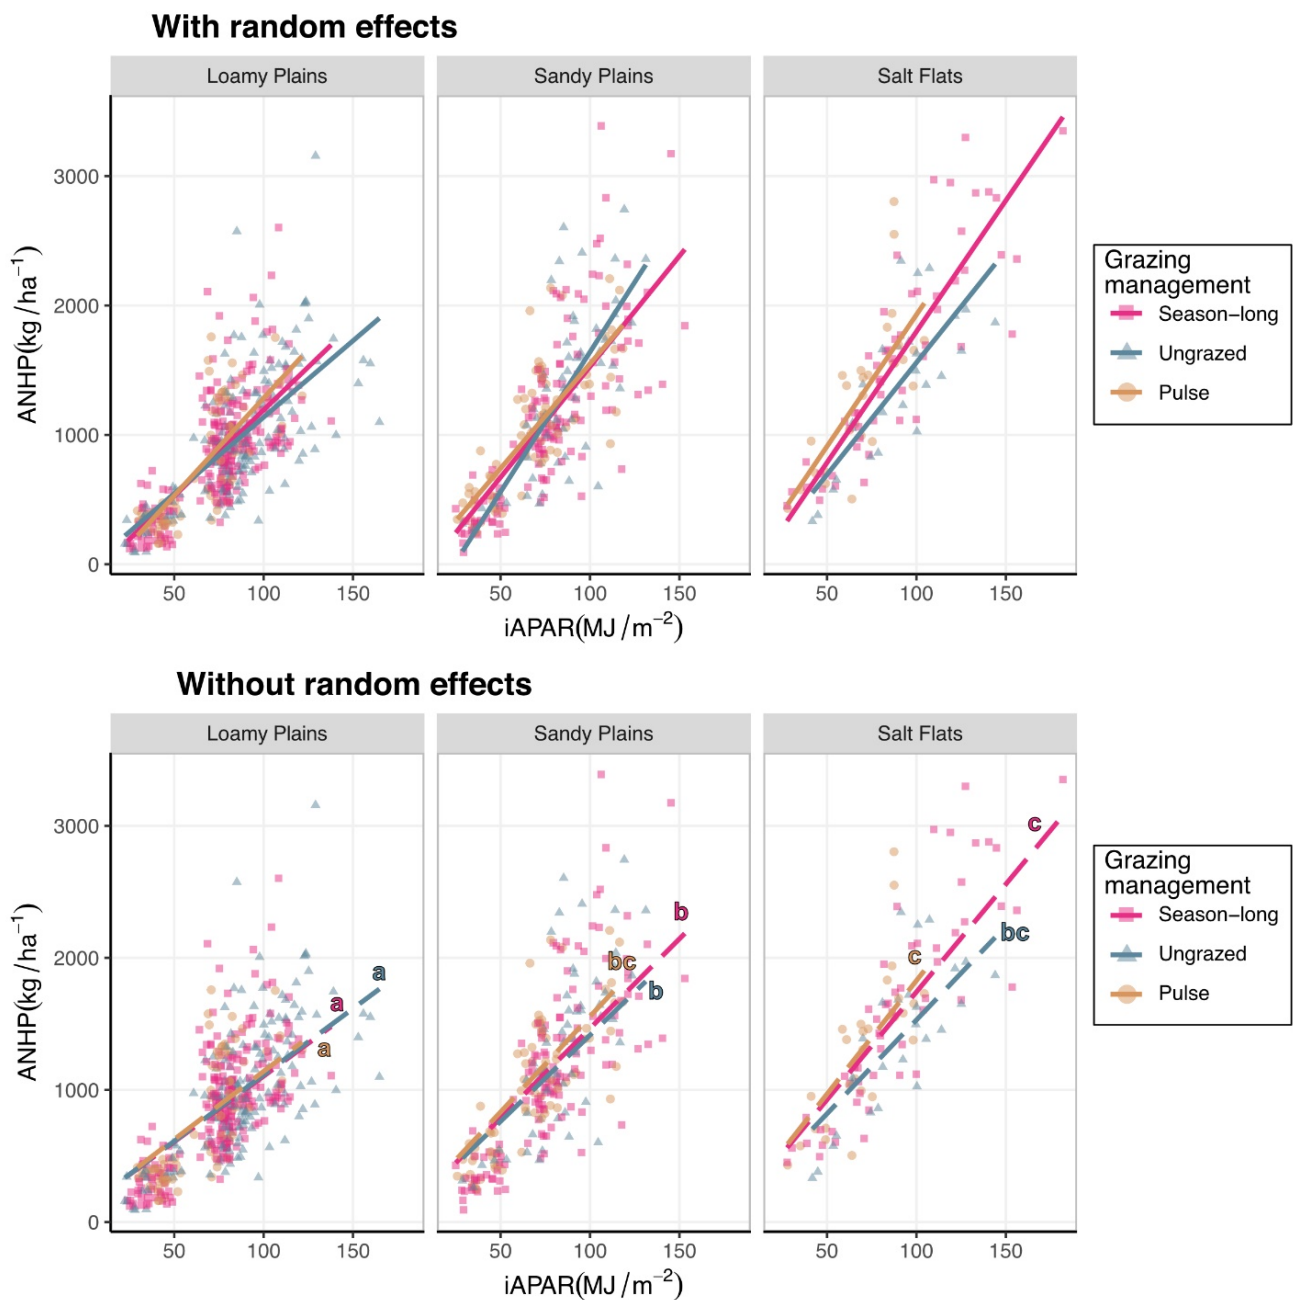 With random effects
Loamy Plains Sandy Plains Salt Flats
3000
2000
1000
0
ANHP(kg/ha⁻¹)
50 100 150 50 100 150 50 100 150
iAPAR(MJ/m⁻²)
Grazing
management
Season–long
Ungrazed
Pulse
Without random effects
Loamy Plains Sandy Plains Salt Flats
3000
2000
1000
0
ANHP(kg/ha⁻¹)
a
a
a
b
bc
b
c
bc
c
50 100 150 50 100 150 50 100 150
iAPAR(MJ/m⁻²)
Grazing
management
Season–long
Ungrazed
Pulse